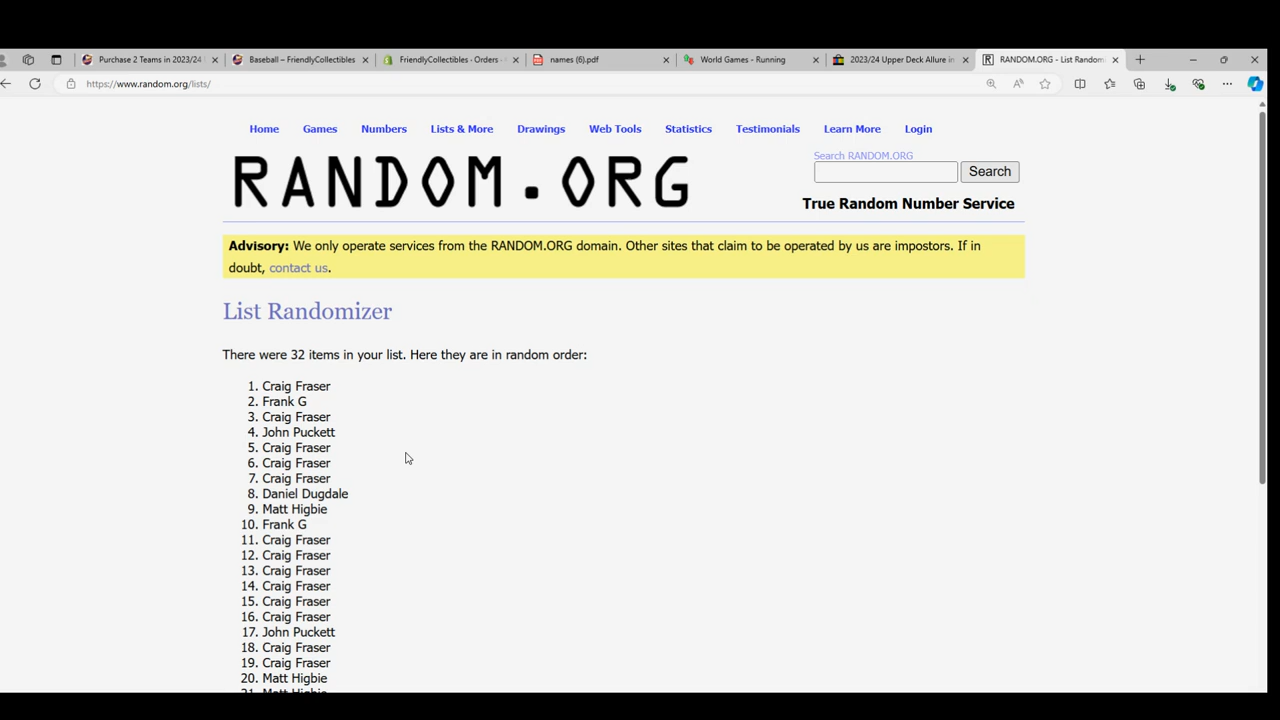 Purchase 2 Teams in 2023/24
Baseball – FriendlyCollectibles
FriendlyCollectibles · Orders ·
names (6).pdf
World Games - Running
2023/24 Upper Deck Allure in
RANDOM.ORG - List Random
https://www.random.org/lists/
Home Games Numbers Lists & More Drawings Web Tools Statistics Testimonials Learn More Login
RANDOM.ORG
Search RANDOM.ORG
Search
True Random Number Service
Advisory: We only operate services from the RANDOM.ORG domain. Other sites that claim to be operated by us are impostors. If in
doubt, contact us.
List Randomizer
There were 32 items in your list. Here they are in random order:
1. Craig Fraser
2. Frank G
3. Craig Fraser
4. John Puckett
5. Craig Fraser
6. Craig Fraser
7. Craig Fraser
8. Daniel Dugdale
9. Matt Higbie
10. Frank G
11. Craig Fraser
12. Craig Fraser
13. Craig Fraser
14. Craig Fraser
15. Craig Fraser
16. Craig Fraser
17. John Puckett
18. Craig Fraser
19. Craig Fraser
20. Matt Higbie
21. Matt Higbie